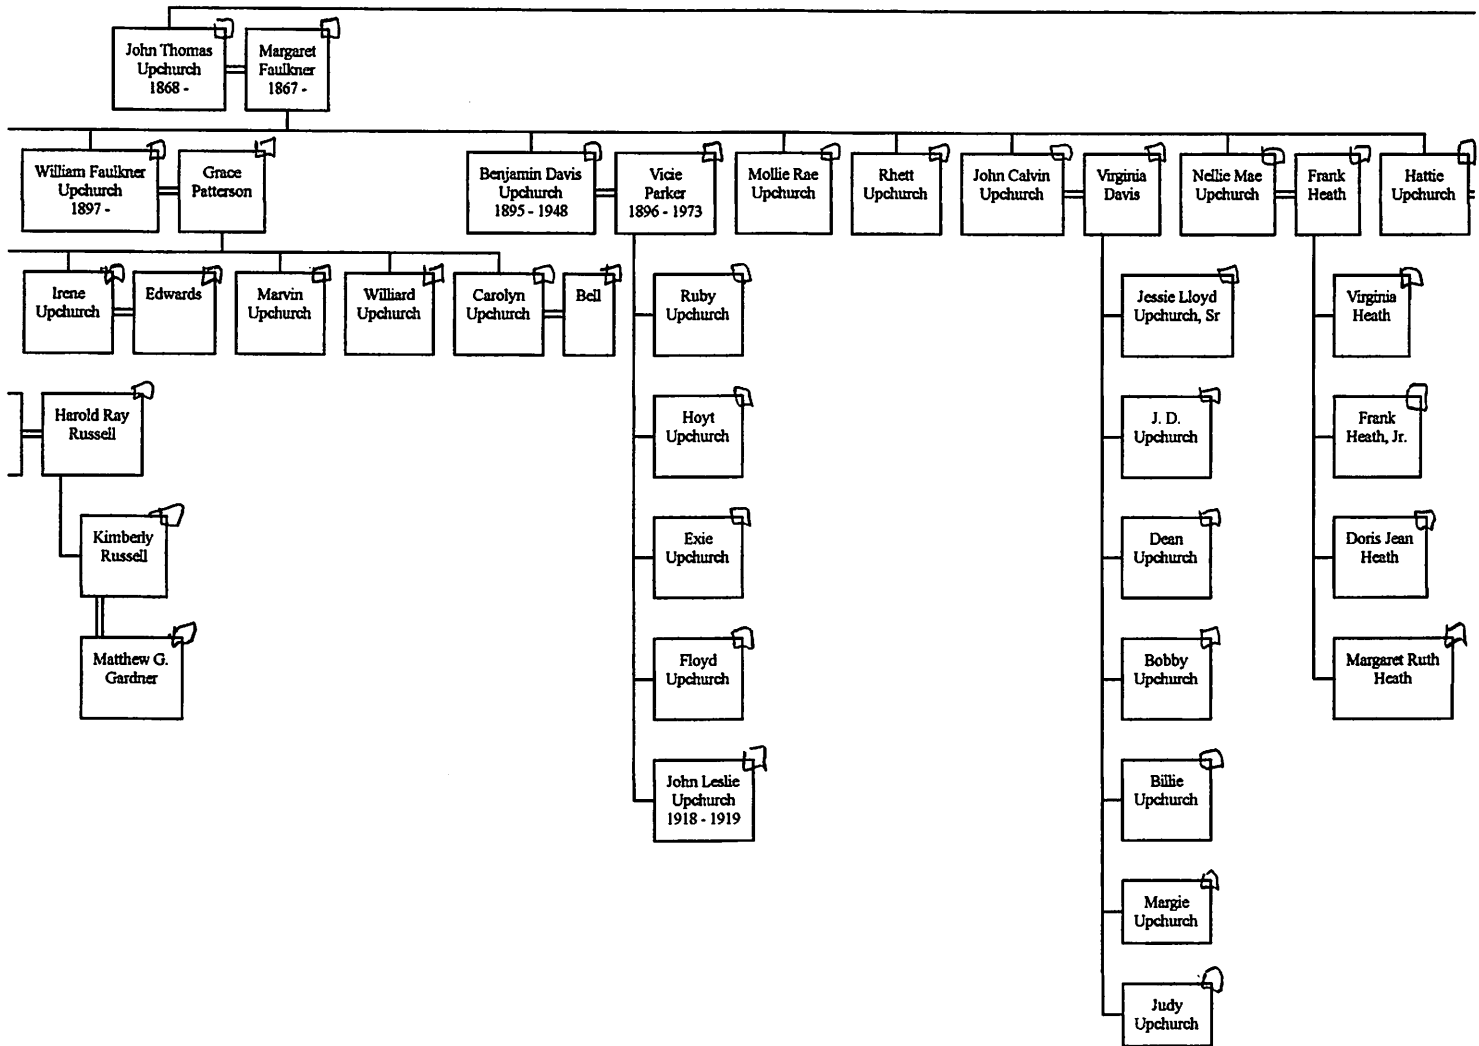 John Thomas
Upchurch
1868 -
Margaret
Faulkner
1867 -
William Faulkner
Upchurch
1897 -
Grace
Patterson
Benjamin Davis
Upchurch
1895 - 1948
Vicie
Parker
1896 - 1973
Mollie Rae
Upchurch
Rhett
Upchurch
John Calvin
Upchurch
Virginia
Davis
Nellie Mae
Upchurch
Frank
Heath
Hattie
Upchurch
Irene
Upchurch
Edwards
Marvin
Upchurch
Williard
Upchurch
Carolyn
Upchurch
Bell
Ruby
Upchurch
Jessie Lloyd
Upchurch, Sr
Virginia
Heath
Harold Ray
Russell
Hoyt
Upchurch
J. D.
Upchurch
Frank
Heath, Jr.
Kimberly
Russell
Exie
Upchurch
Dean
Upchurch
Doris Jean
Heath
Matthew G.
Gardner
Floyd
Upchurch
Bobby
Upchurch
Margaret Ruth
Heath
John Leslie
Upchurch
1918 - 1919
Billie
Upchurch
Margie
Upchurch
Judy
Upchurch